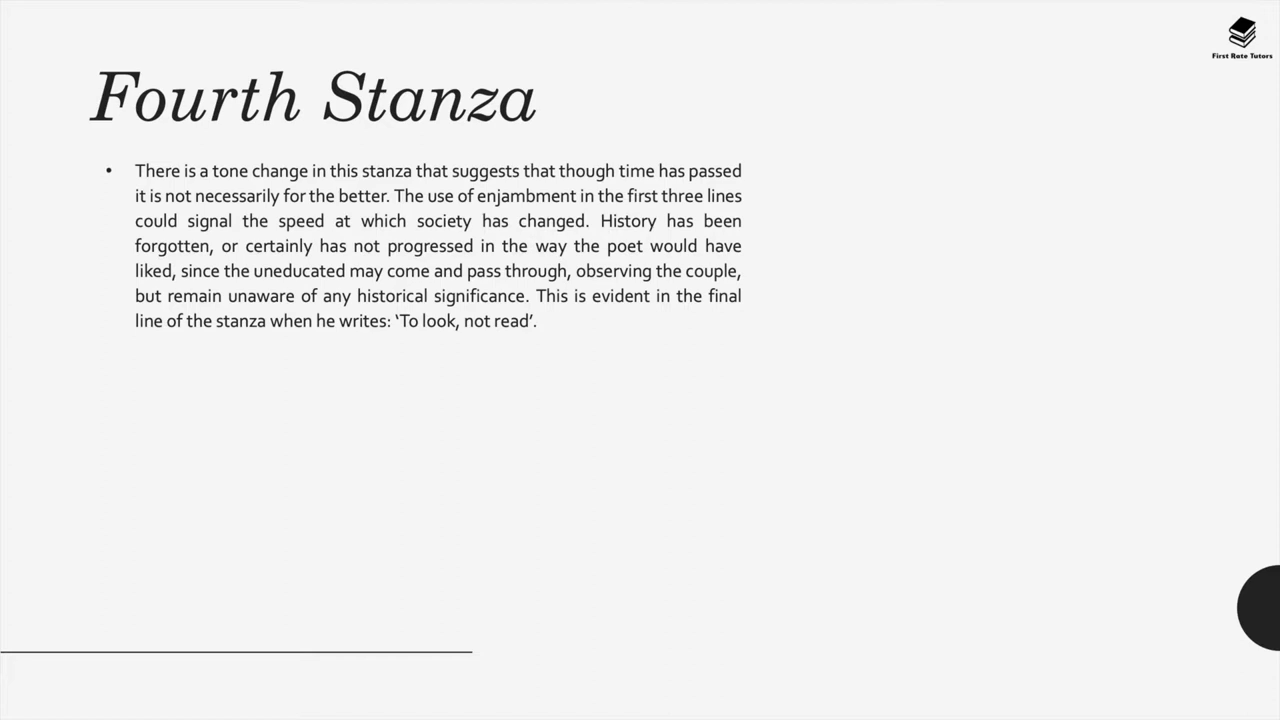 First Rate Tutors
Fourth Stanza
• There is a tone change in this stanza that suggests that though time has passed
it is not necessarily for the better. The use of enjambment in the first three lines
could signal the speed at which society has changed. History has been
forgotten, or certainly has not progressed in the way the poet would have
liked, since the uneducated may come and pass through, observing the couple,
but remain unaware of any historical significance. This is evident in the final
line of the stanza when he writes: ‘To look, not read’.